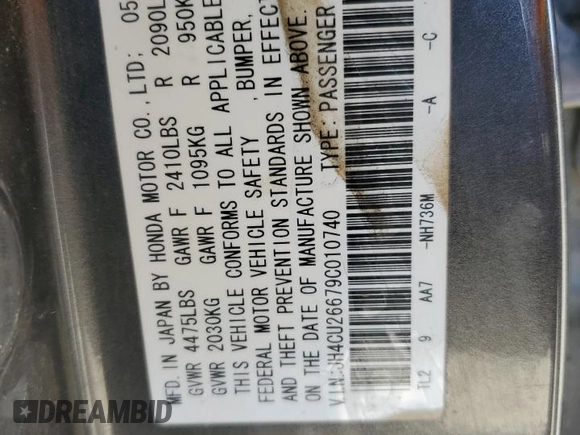 MFD. IN JAPAN BY HONDA MOTOR CO., LTD; 05
GVWR 4475LBS GAWR F 2410LBS R 2090L
GVWR 2030KG GAWR F 1095KG R 950K
THIS VEHICLE CONFORMS TO ALL APPLICABLE
FEDERAL MOTOR VEHICLE SAFETY , BUMPER,
AND THEFT PREVENTION STANDARDS IN EFFECT
ON THE DATE OF MANUFACTURE SHOWN ABOVE.
V.I.N.:JH4CU26679C010740 TYPE: PASSENGER
TL2 9 AA7 -NH736M -A -C
FREEDAMBID